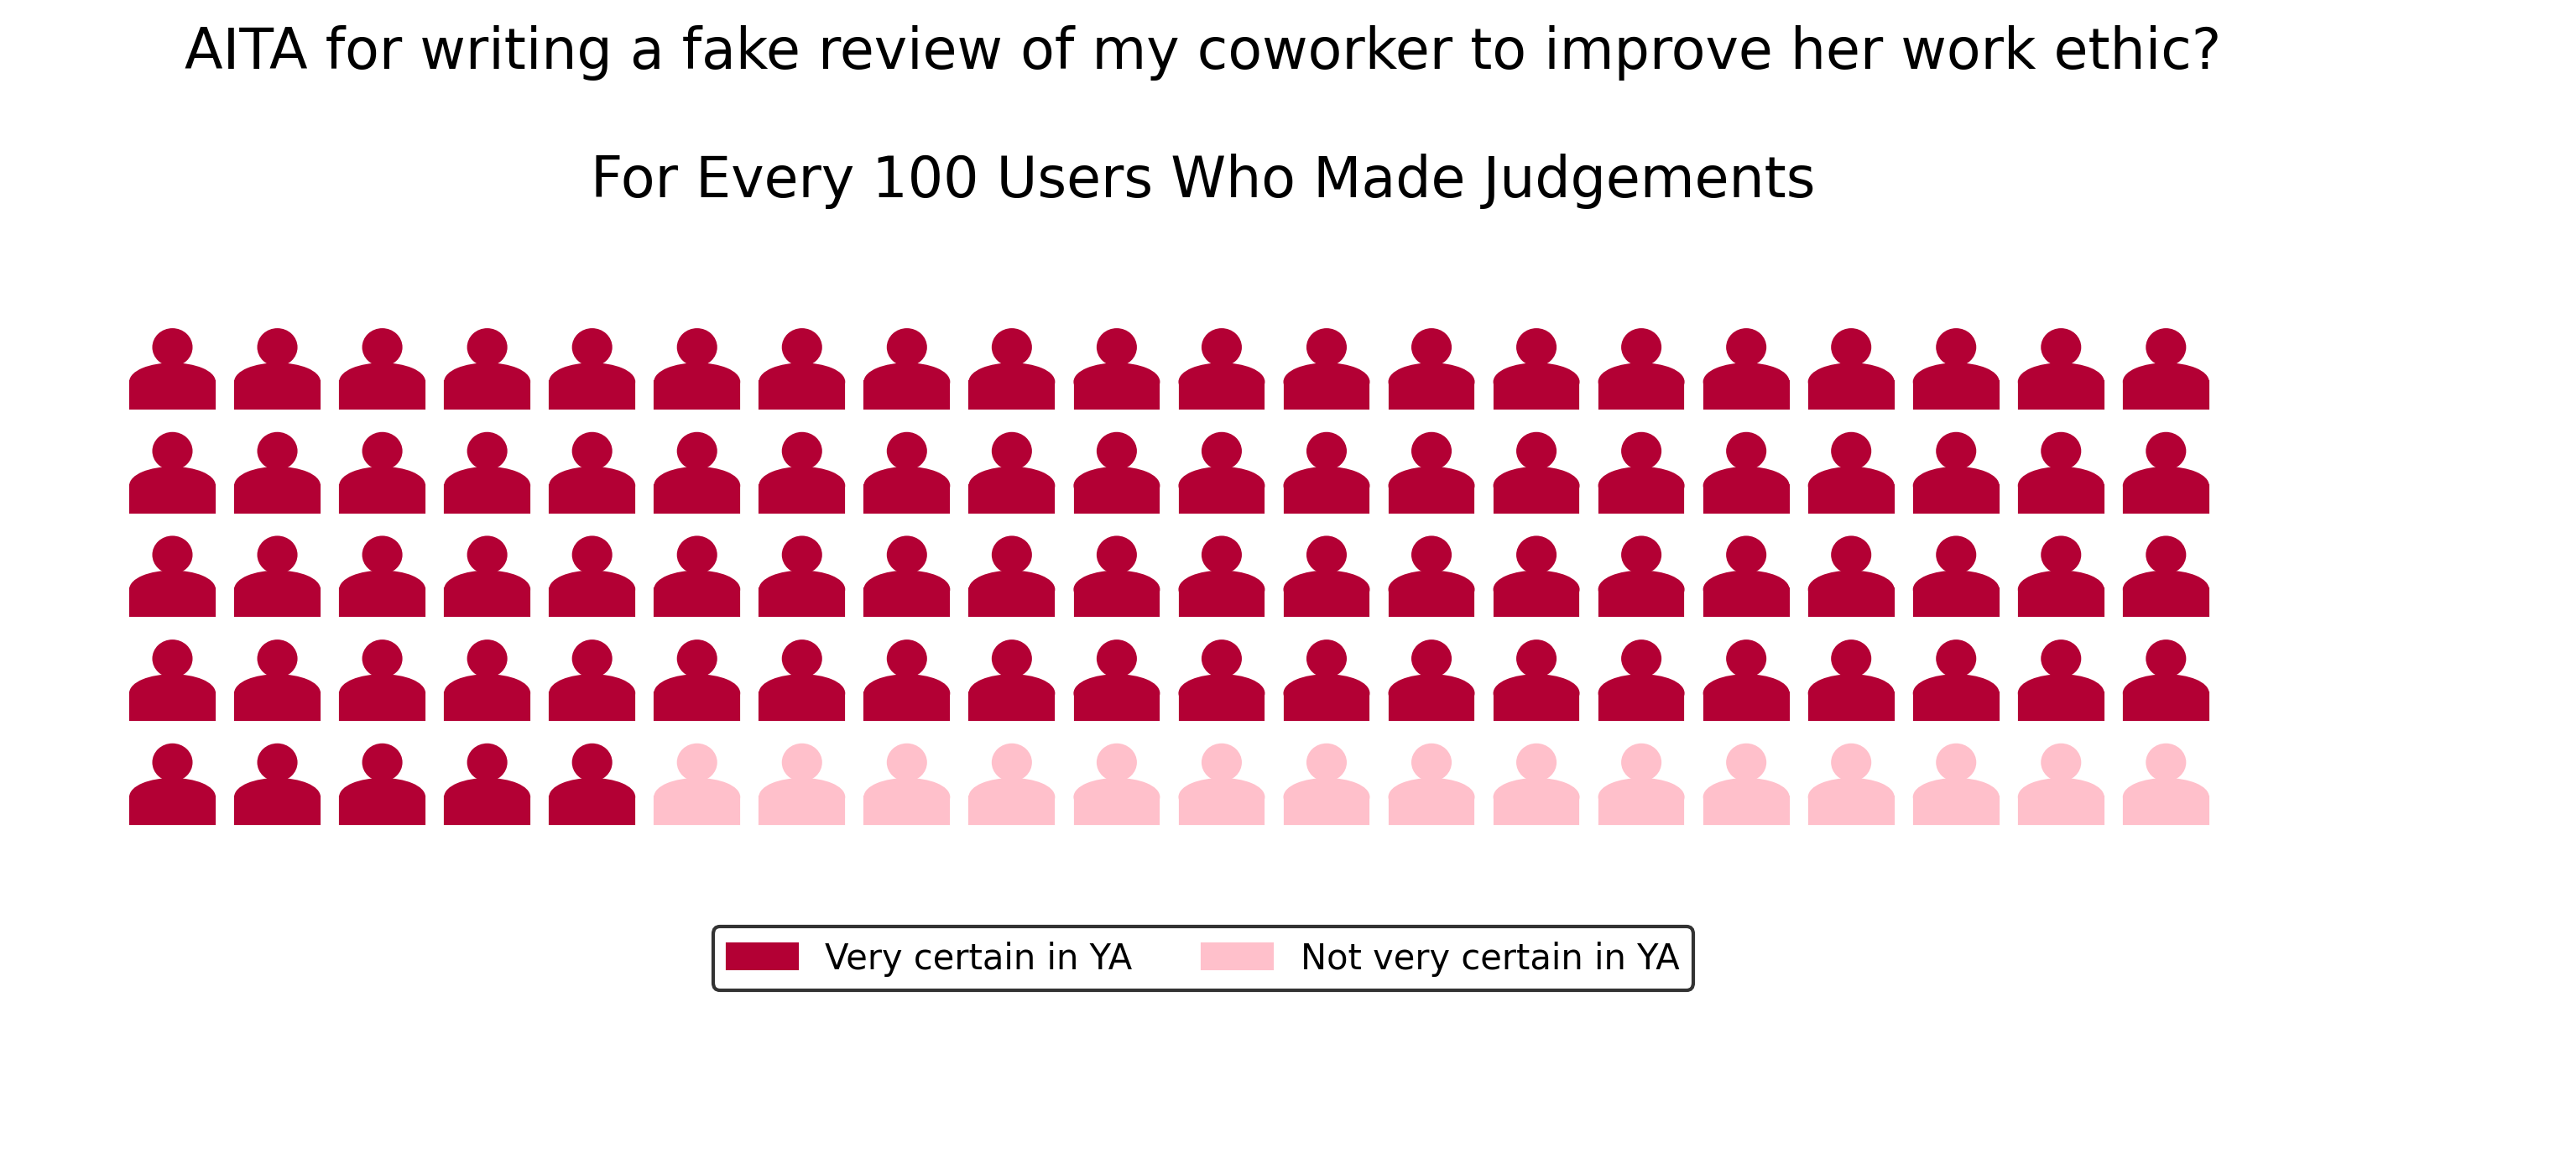 AITA for writing a fake review of my coworker to improve her work ethic?
For Every 100 Users Who Made Judgements
Very certain in YA
Not very certain in YA